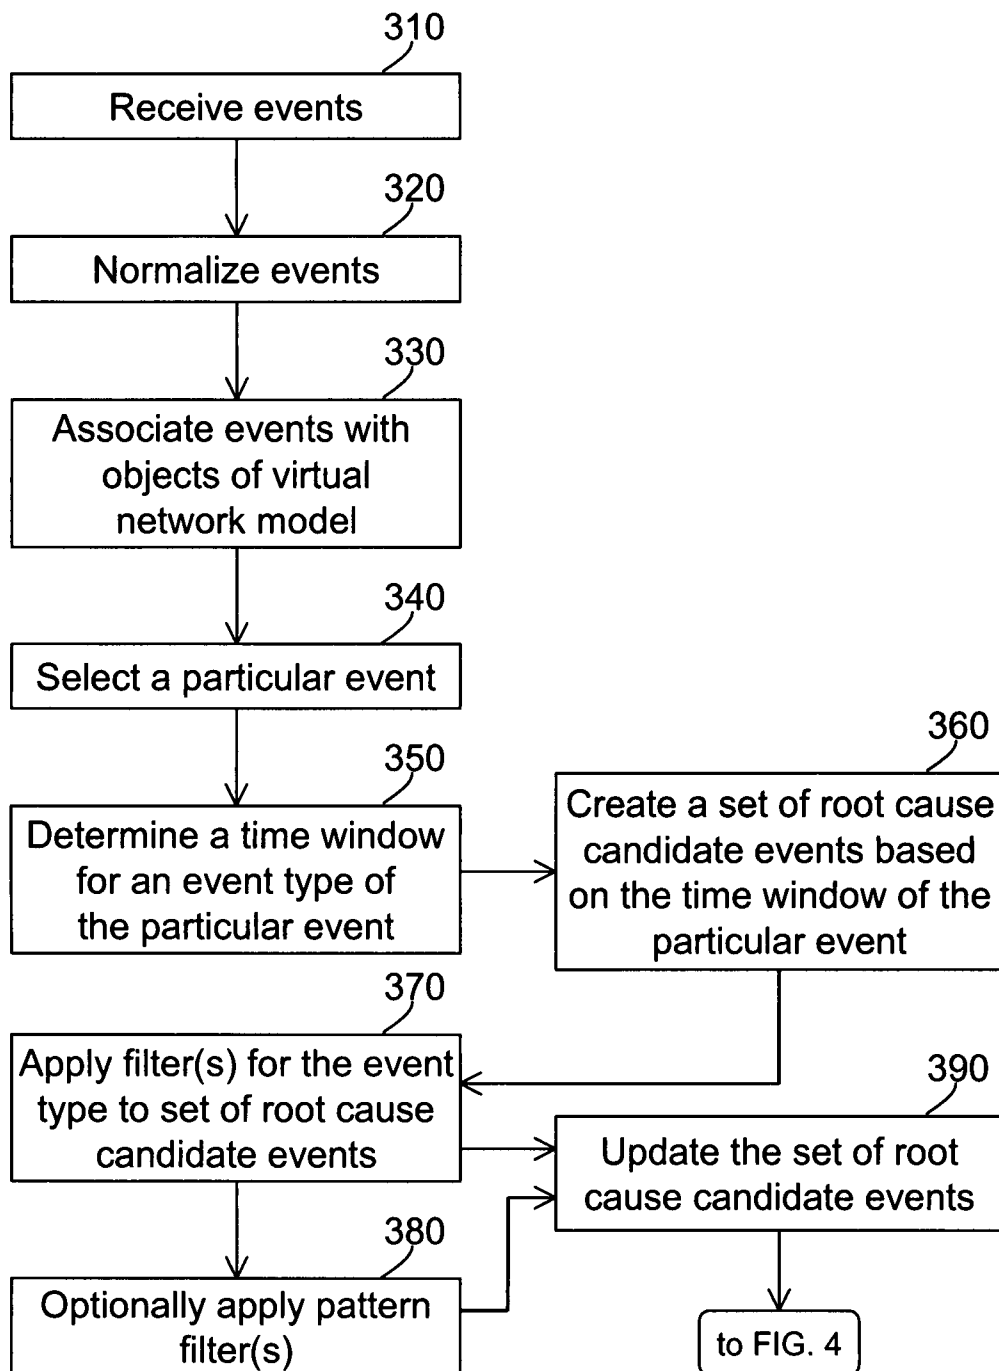 310
Receive events
320
Normalize events
330
Associate events with
objects of virtual
network model
340
Select a particular event
350
Determine a time window
for an event type of
the particular event
360
Create a set of root cause
candidate events based
on the time window of the
particular event
370
Apply filter(s) for the event
type to set of root cause
candidate events
380
Optionally apply pattern
filter(s)
390
Update the set of root
cause candidate events
to FIG. 4